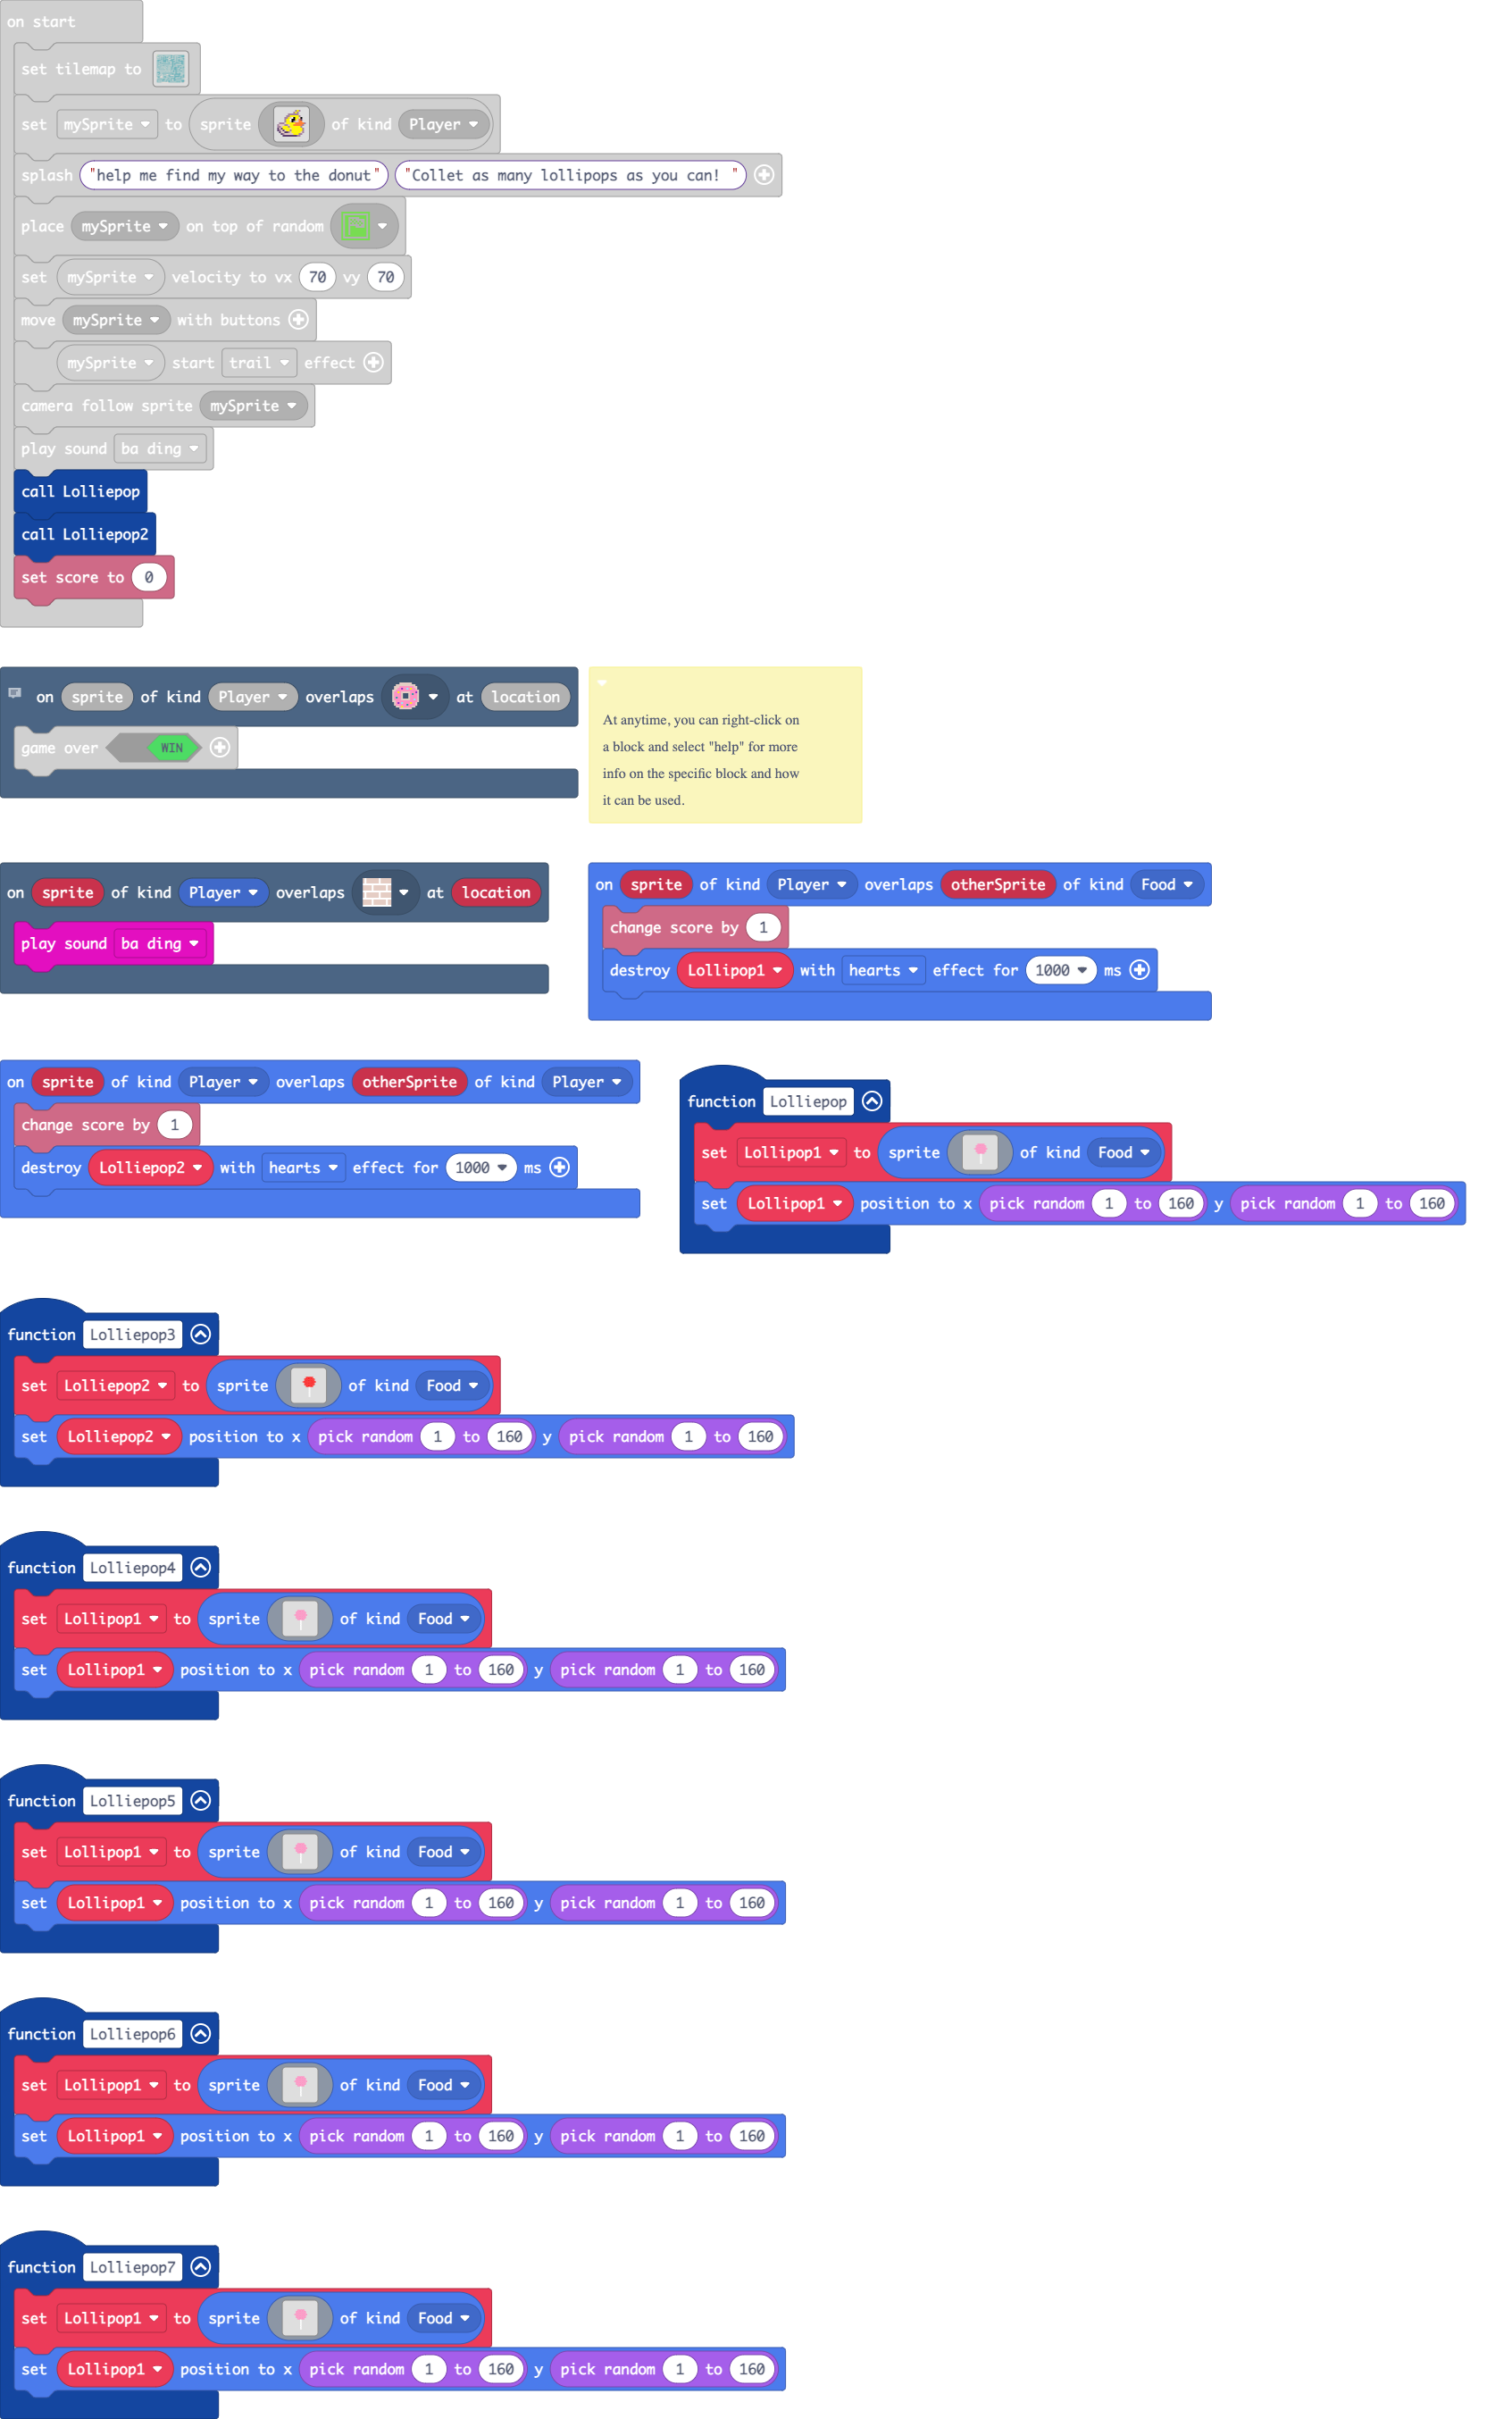 on start
set tilemap to
set mySprite to sprite of kind Player
splash "help me find my way to the donut" "Collet as many lollipops as you can! "
place mySprite on top of random
set mySprite velocity to vx 70 vy 70
move mySprite with buttons
mySprite start trail effect
camera follow sprite mySprite
play sound ba ding
call Lolliepop
call Lolliepop2
set score to 0
on sprite of kind Player overlaps at location
game over WIN
At anytime, you can right-click on
a block and select "help" for more
info on the specific block and how
it can be used.
on sprite of kind Player overlaps at location
play sound ba ding
on sprite of kind Player overlaps otherSprite of kind Food
change score by 1
destroy Lollipop1 with hearts effect for 1000 ms
on sprite of kind Player overlaps otherSprite of kind Player
change score by 1
destroy Lolliepop2 with hearts effect for 1000 ms
function Lolliepop
set Lollipop1 to sprite of kind Food
set Lollipop1 position to x pick random 1 to 160 y pick random 1 to 160
function Lolliepop3
set Lolliepop2 to sprite of kind Food
set Lolliepop2 position to x pick random 1 to 160 y pick random 1 to 160
function Lolliepop4
set Lollipop1 to sprite of kind Food
set Lollipop1 position to x pick random 1 to 160 y pick random 1 to 160
function Lolliepop5
set Lollipop1 to sprite of kind Food
set Lollipop1 position to x pick random 1 to 160 y pick random 1 to 160
function Lolliepop6
set Lollipop1 to sprite of kind Food
set Lollipop1 position to x pick random 1 to 160 y pick random 1 to 160
function Lolliepop7
set Lollipop1 to sprite of kind Food
set Lollipop1 position to x pick random 1 to 160 y pick random 1 to 160